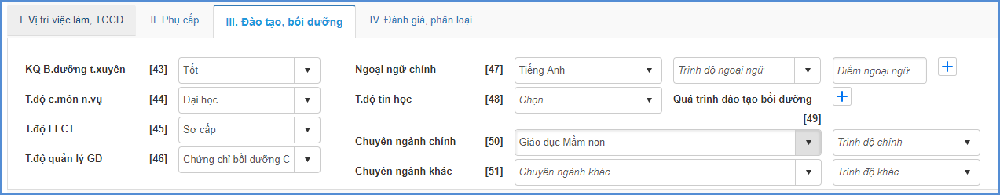 I. Vị trí việc làm, TCCD II. Phụ cấp III. Đào tạo, bồi dưỡng IV. Đánh giá, phân loại
KQ B.dưỡng t.xuyên [43] Tốt Ngoại ngữ chính [47] Tiếng Anh Trình độ ngoại ngữ Điểm ngoại ngữ +
T.độ c.môn n.vụ [44] Đại học T.độ tin học [48] Chọn Quá trình đào tạo bồi dưỡng +
[49]
T.độ LLCT [45] Sơ cấp
Chuyên ngành chính [50] Giáo dục Mầm non Trình độ chính
T.độ quản lý GD [46] Chứng chỉ bồi dưỡng C
Chuyên ngành khác [51] Chuyên ngành khác Trình độ khác